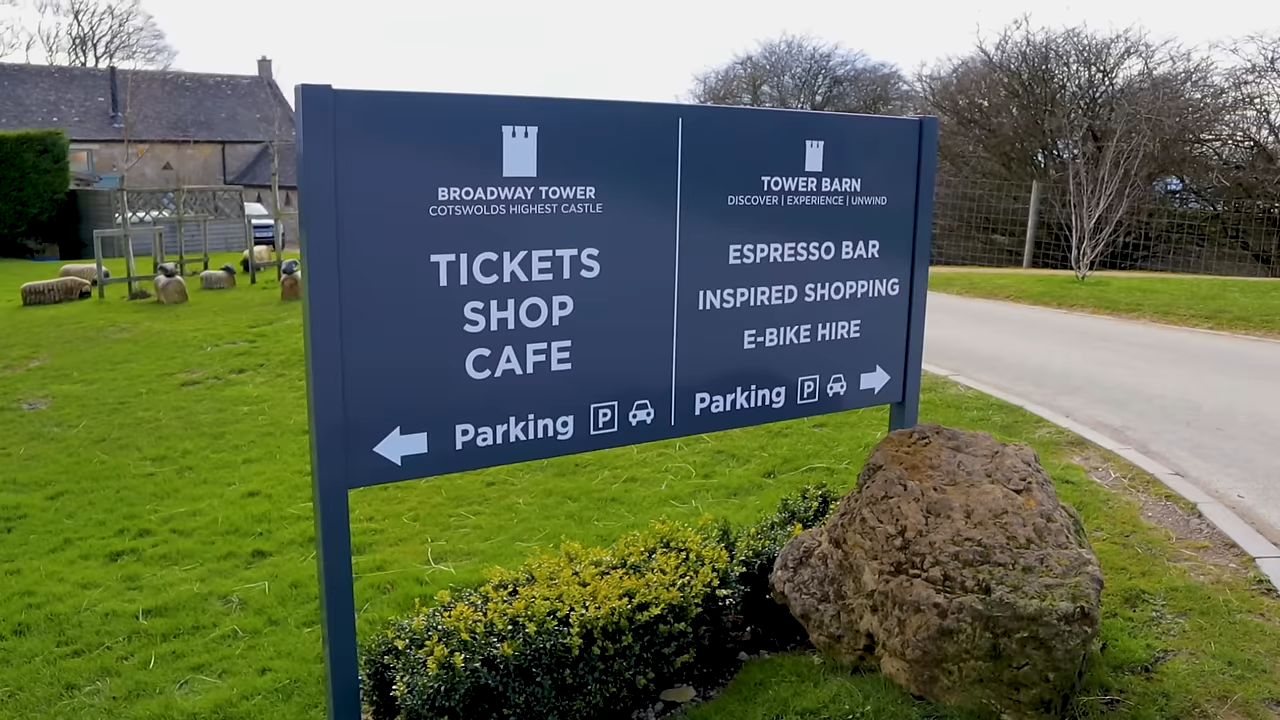 BROADWAY TOWER
COTSWOLDS HIGHEST CASTLE
TICKETS
SHOP
CAFE
Parking P
TOWER BARN
DISCOVER | EXPERIENCE | UNWIND
ESPRESSO BAR
INSPIRED SHOPPING
E-BIKE HIRE
Parking P